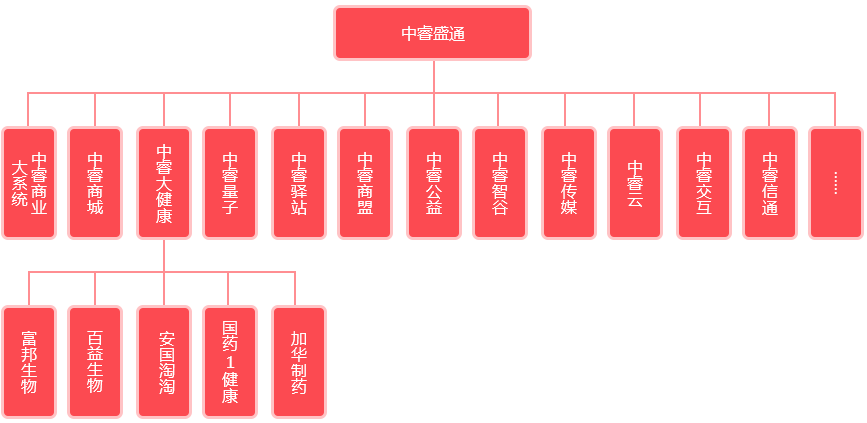 中睿盛通
中睿商业
大系统
中睿商城
中睿大健康
中睿量子
中睿驿站
中睿商盟
中睿公益
中睿智谷
中睿传媒
中睿云
中睿交互
中睿信通
……
富邦生物
百益生物
安国淘淘
国药1健康
加华制药